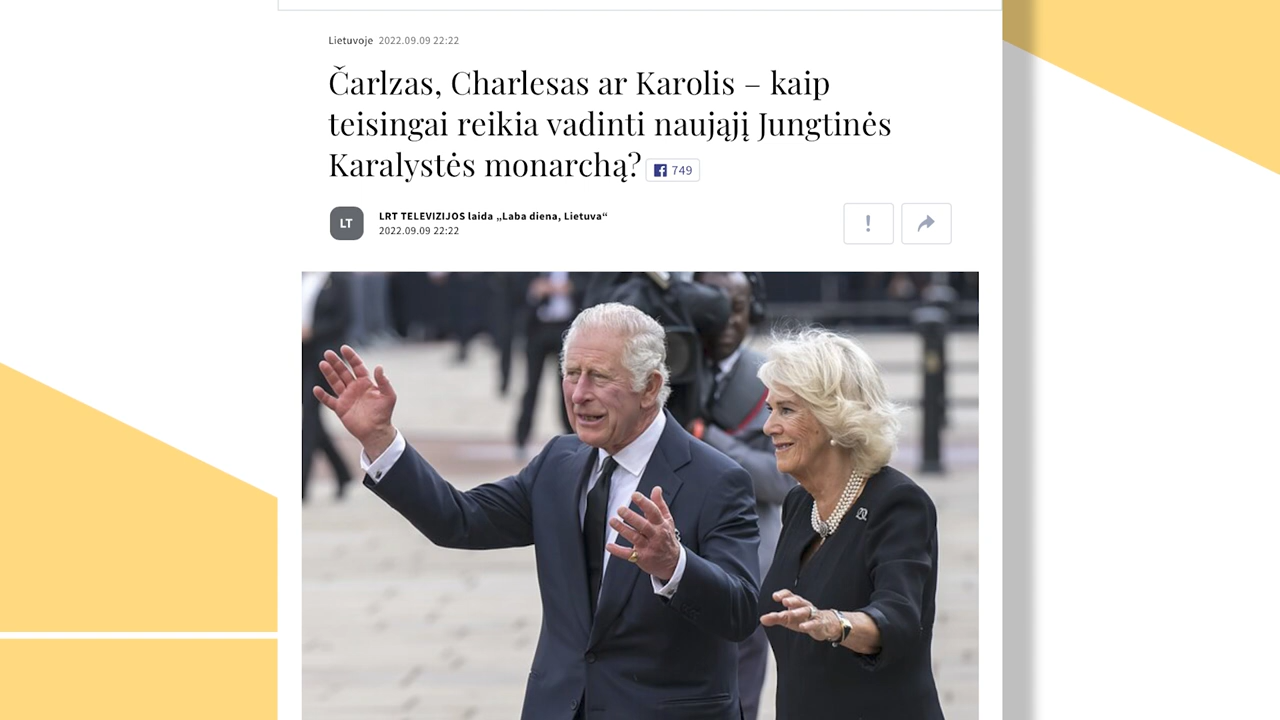 Lietuvoje 2022.09.09 22:22
Čarlzas, Charlesas ar Karolis – kaip
teisingai reikia vadinti naująjį Jungtinės
Karalystės monarchą? 749
LT
LRT TELEVIZIJOS laida „Laba diena, Lietuva“
2022.09.09 22:22